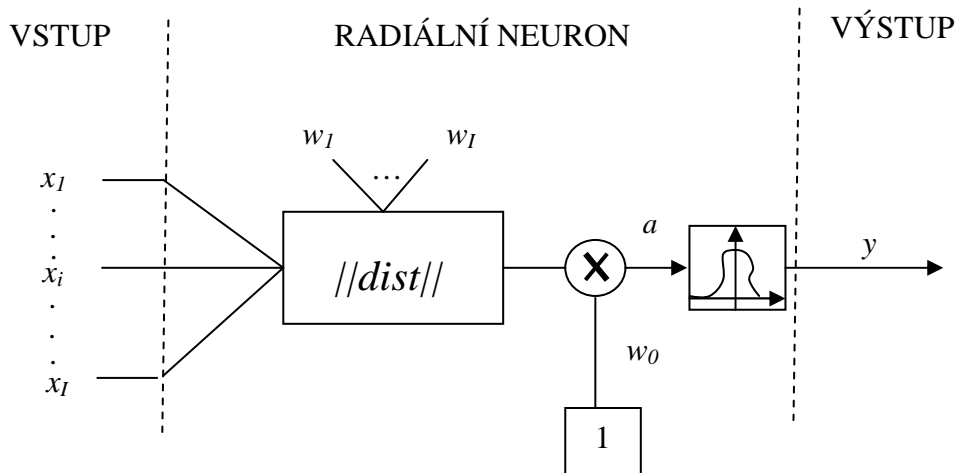 VSTUP RADIÁLNÍ NEURON VÝSTUP
w1 ... wI
x1
.
.
.
xi
.
.
.
xI
||dist||
×
a
y
w0
1